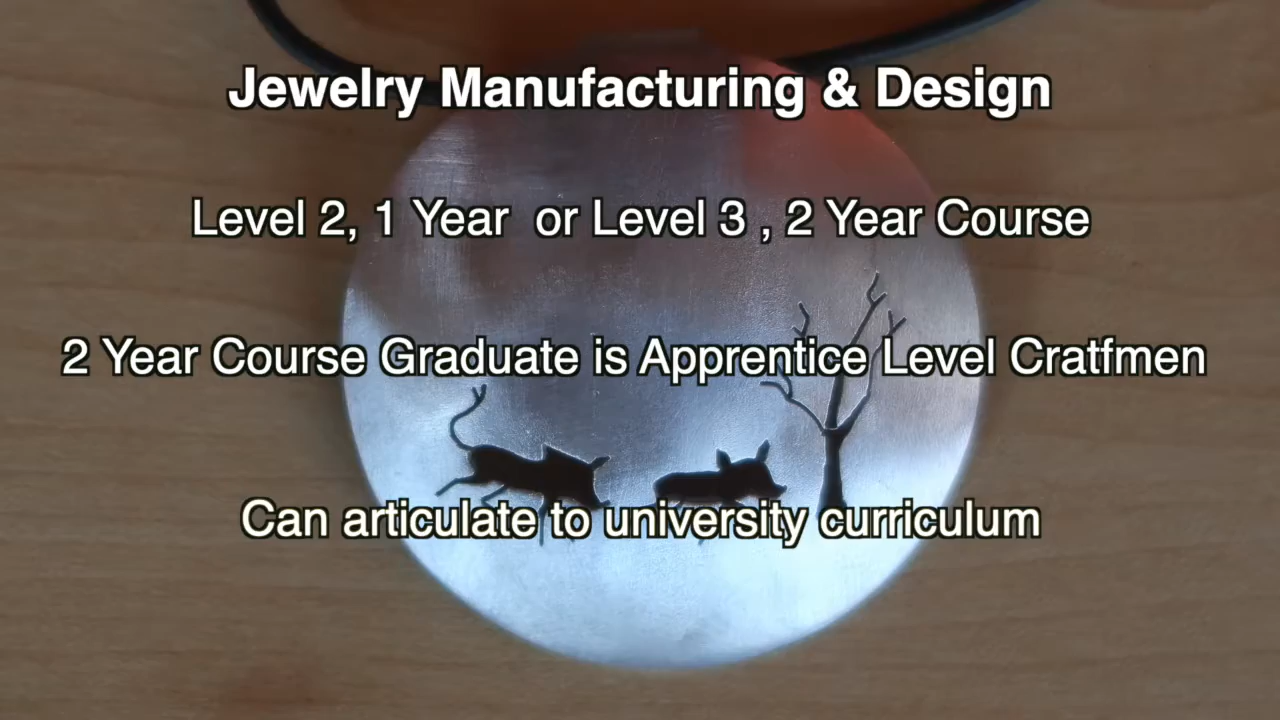 Jewelry Manufacturing & Design
Level 2, 1 Year or Level 3 , 2 Year Course
2 Year Course Graduate is Apprentice Level Cratfmen
Can articulate to university curriculum